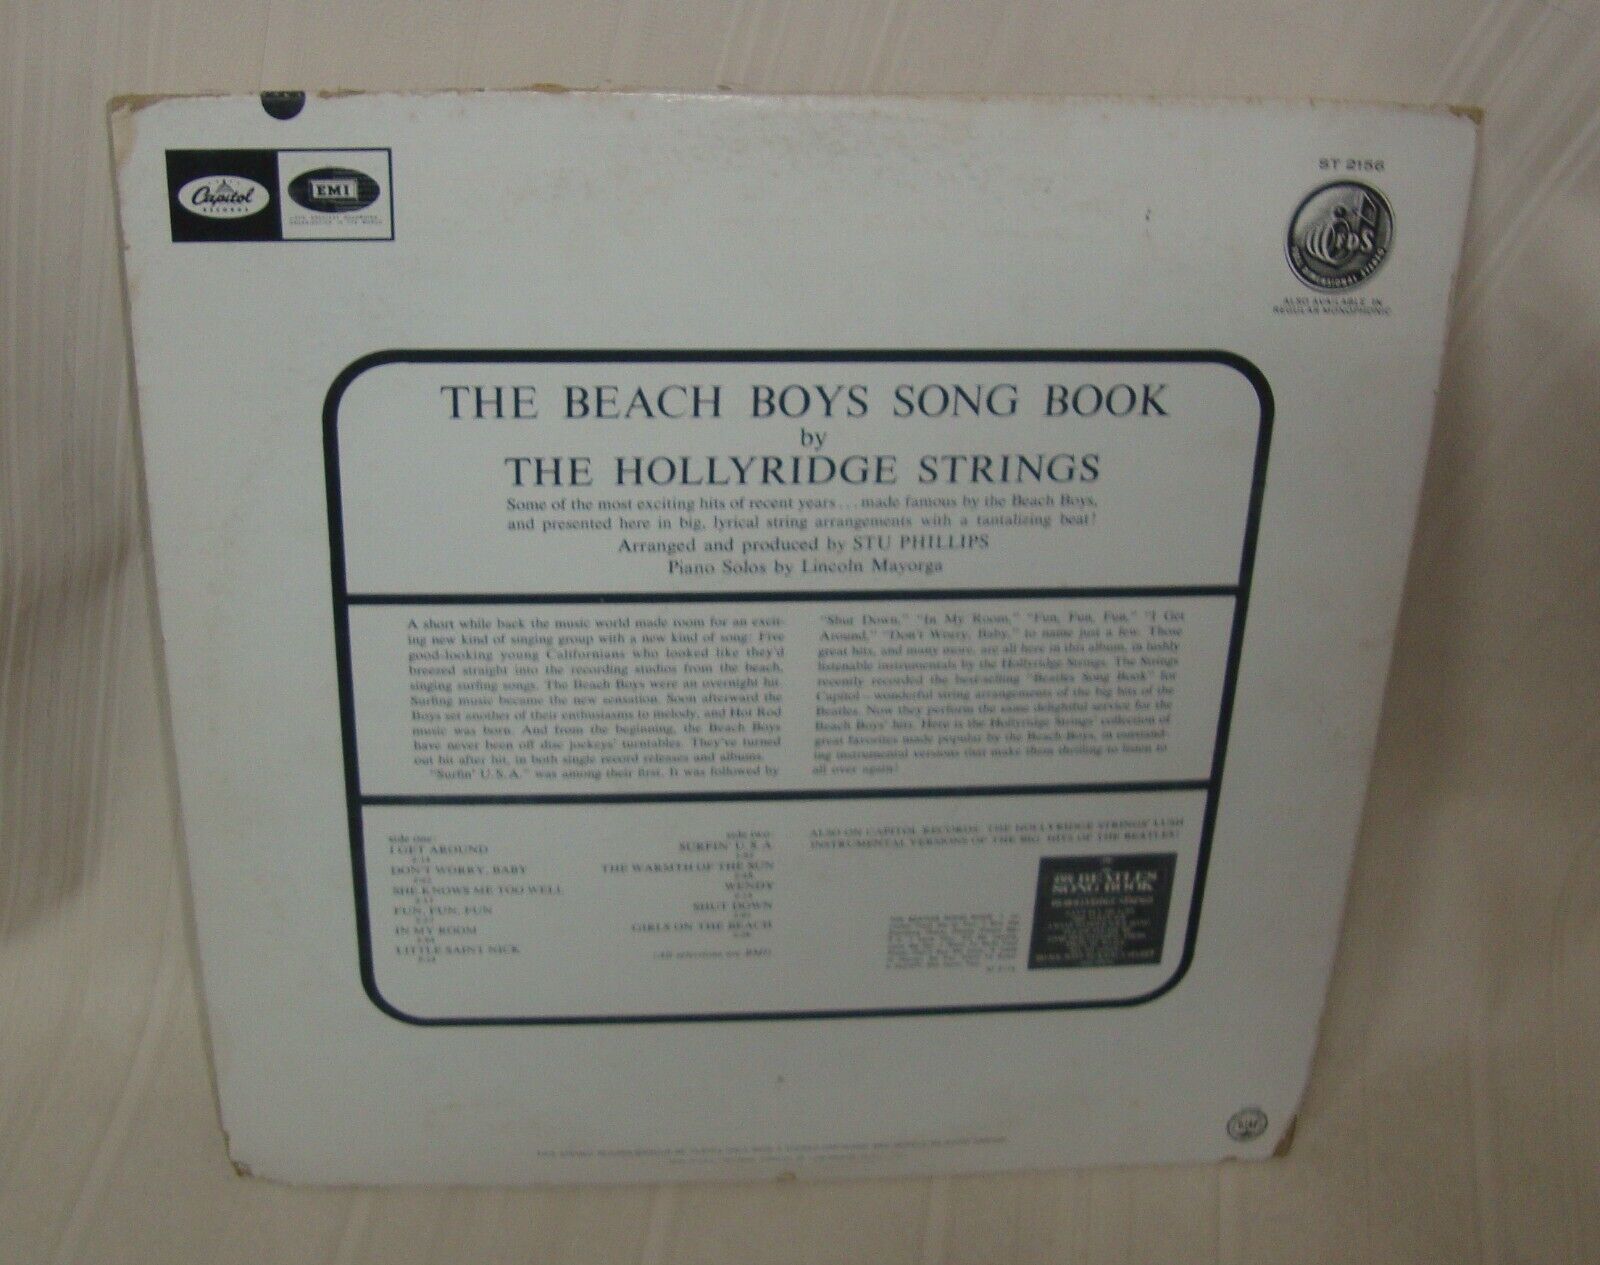 Capitol
RECORDS
EMI
ST 2156
FDS
ALSO AVAILABLE IN
REGULAR MONOPHONIC
THE BEACH BOYS SONG BOOK
by
THE HOLLYRIDGE STRINGS
Some of the most exciting hits of recent years... made famous by the Beach Boys,
and presented here in big, lyrical string arrangements with a tantalizing beat!
Arranged and produced by STU PHILLIPS
Piano Solos by Lincoln Mayorga
A short while back the music world made room for an excit-
ing new kind of singing group with a new kind of song: Five
good-looking young Californians who looked like they'd
breezed straight into the recording studios from the beach,
singing surfing songs. The Beach Boys were an overnight hit.
Surfing music became the new sensation. Soon afterward the
Boys set another of their enthusiasms to melody, and Hot Rod
music was born. And from the beginning, the Beach Boys
have never been off disc jockeys' turntables. They've turned
out hit after hit, in both single record releases and albums.
"Surfin' U.S.A." was among their first. It was followed by
"Shut Down," "In My Room," "Fun, Fun, Fun," "I Get
Around," "Don't Worry, Baby," to name just a few. Those
great hits, and many more, are all here in this album, in highly
listenable instrumentals by the Hollyridge Strings. The Strings
recently recorded the best-selling "Beatles Song Book" for
Capitol—wonderful string arrangements of the big hits of the
Beatles. Now they perform the same delightful service for the
Beach Boys' hits. Here is the Hollyridge Strings' collection of
great favorites made popular by the Beach Boys, in outstand-
ing instrumental versions that make them thrilling to listen to
all over again!
side one:
I GET AROUND
DON'T WORRY, BABY
SHE KNOWS ME TOO WELL
FUN, FUN, FUN
IN MY ROOM
LITTLE SAINT NICK
side two:
SURFIN' U S A
THE WARMTH OF THE SUN
WENDY
SHUT DOWN
GIRLS ON THE BEACH
(All selections are BMI)
ALSO ON CAPITOL RECORDS: THE HOLLYRIDGE STRINGS' LUSH
INSTRUMENTAL VERSIONS OF THE BIG HITS OF THE BEATLES!
THE BEATLES
SONG BOOK